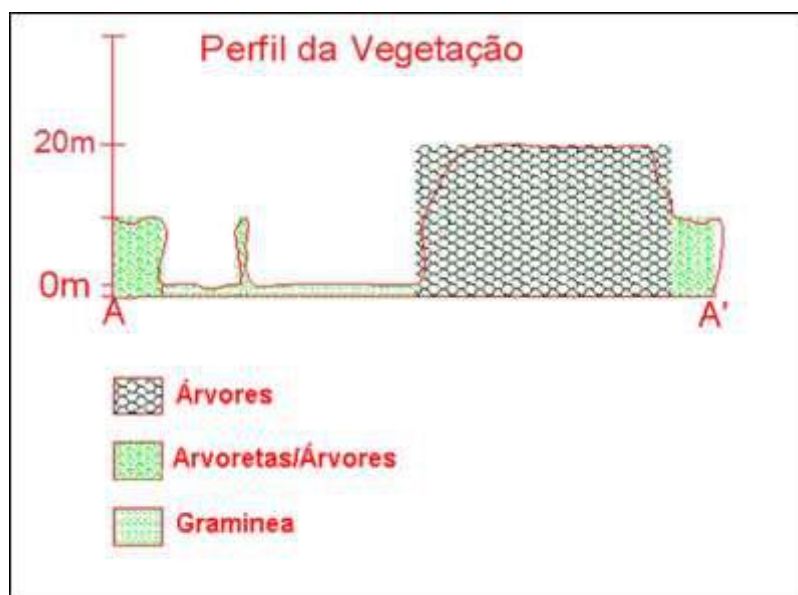 Perfil da Vegetação
20m
0m
A
A'
Árvores
Arvoretas/Árvores
Graminea